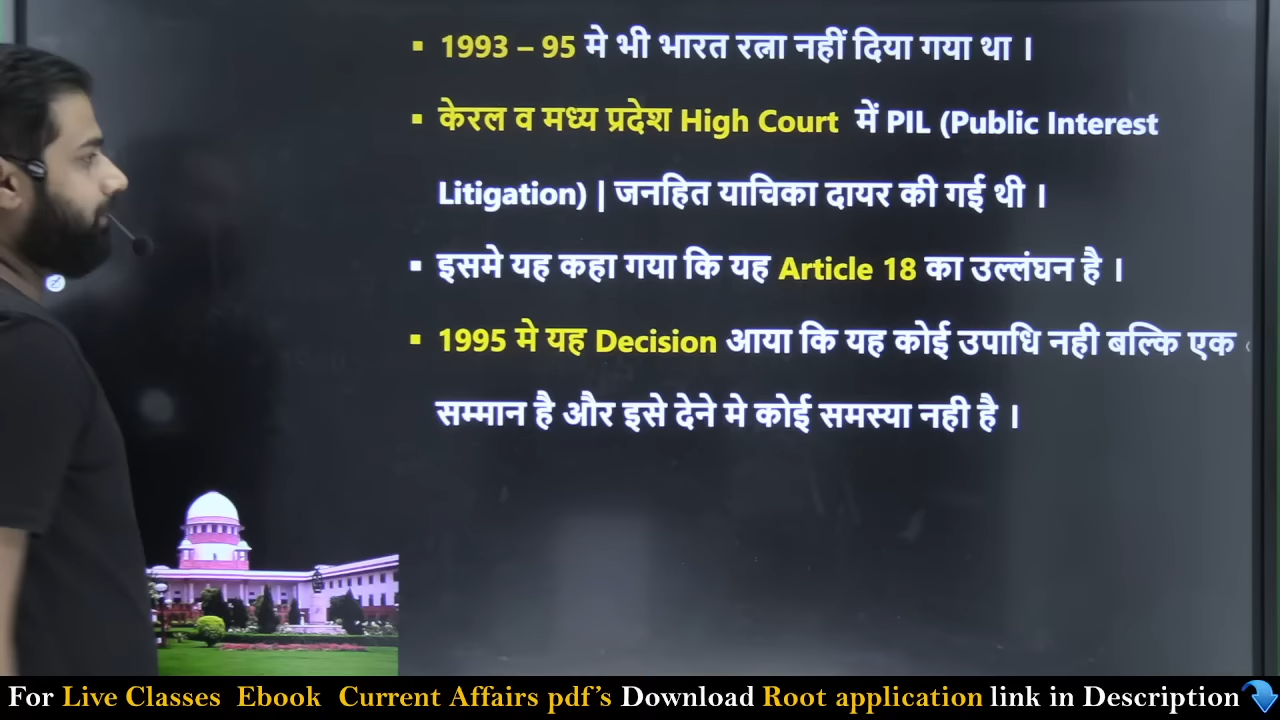 ▪ 1993 – 95 मे भी भारत रत्ना नहीं दिया गया था ।
▪ केरल व मध्य प्रदेश High Court में PIL (Public Interest
Litigation) | जनहित याचिका दायर की गई थी ।
▪ इसमे यह कहा गया कि यह Article 18 का उल्लंघन है ।
▪ 1995 मे यह Decision आया कि यह कोई उपाधि नही बल्कि एक
सम्मान है और इसे देने मे कोई समस्या नही है ।
For Live Classes Ebook Current Affairs pdf's Download Root application link in Description